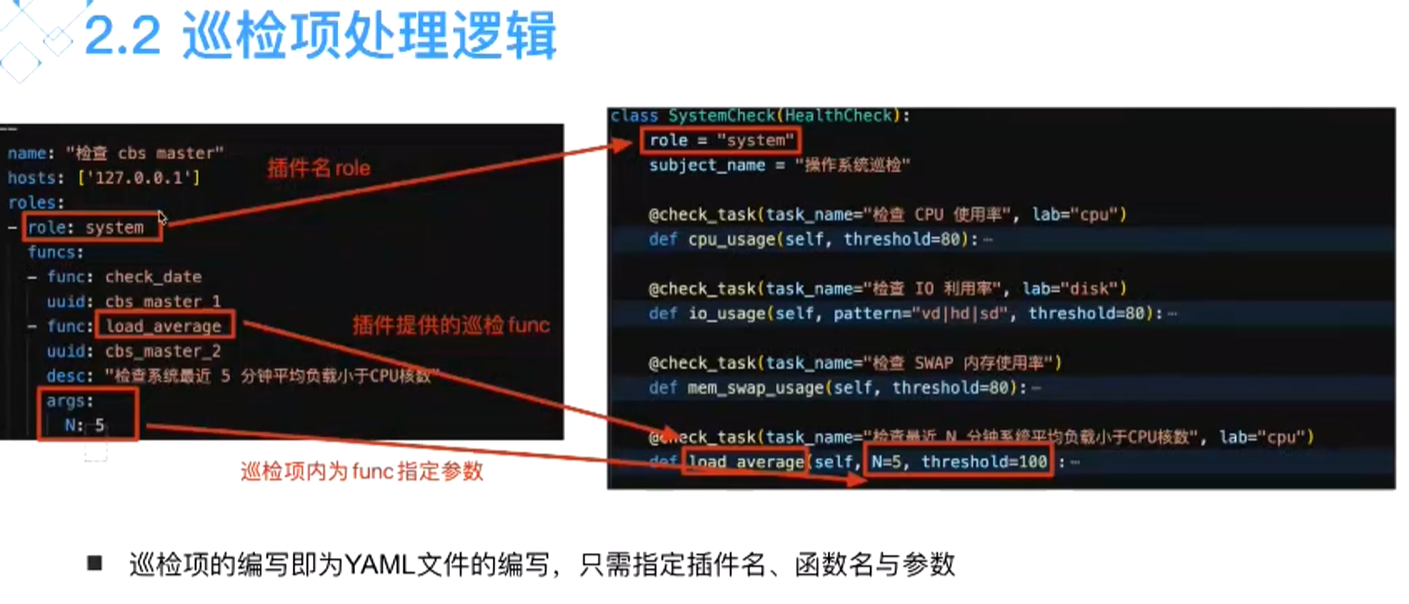 2.2 巡检项处理逻辑
name: "检查 cbs master"
hosts: ['127.0.0.1']
roles:
- role: system
funcs:
- func: check_date
uuid: cbs_master_1
- func: load_average
uuid: cbs_master_2
desc: "检查系统最近 5 分钟平均负载小于CPU核数"
args:
N: 5
插件名role
插件提供的巡检func
巡检项内为func指定参数
class SystemCheck(HealthCheck):
role = "system"
subject_name = "操作系统巡检"
@check_task(task_name="检查 CPU 使用率", lab="cpu")
def cpu_usage(self, threshold=80): ⋯
@check_task(task_name="检查 IO 利用率", lab="disk")
def io_usage(self, pattern="vd|hd|sd", threshold=80): ⋯
@check_task(task_name="检查 SWAP 内存使用率")
def mem_swap_usage(self, threshold=80): ⋯
@check_task(task_name="检查最近 N 分钟系统平均负载小于CPU核数", lab="cpu")
def load_average(self, N=5, threshold=100): ⋯
■ 巡检项的编写即为YAML文件的编写，只需指定插件名、函数名与参数